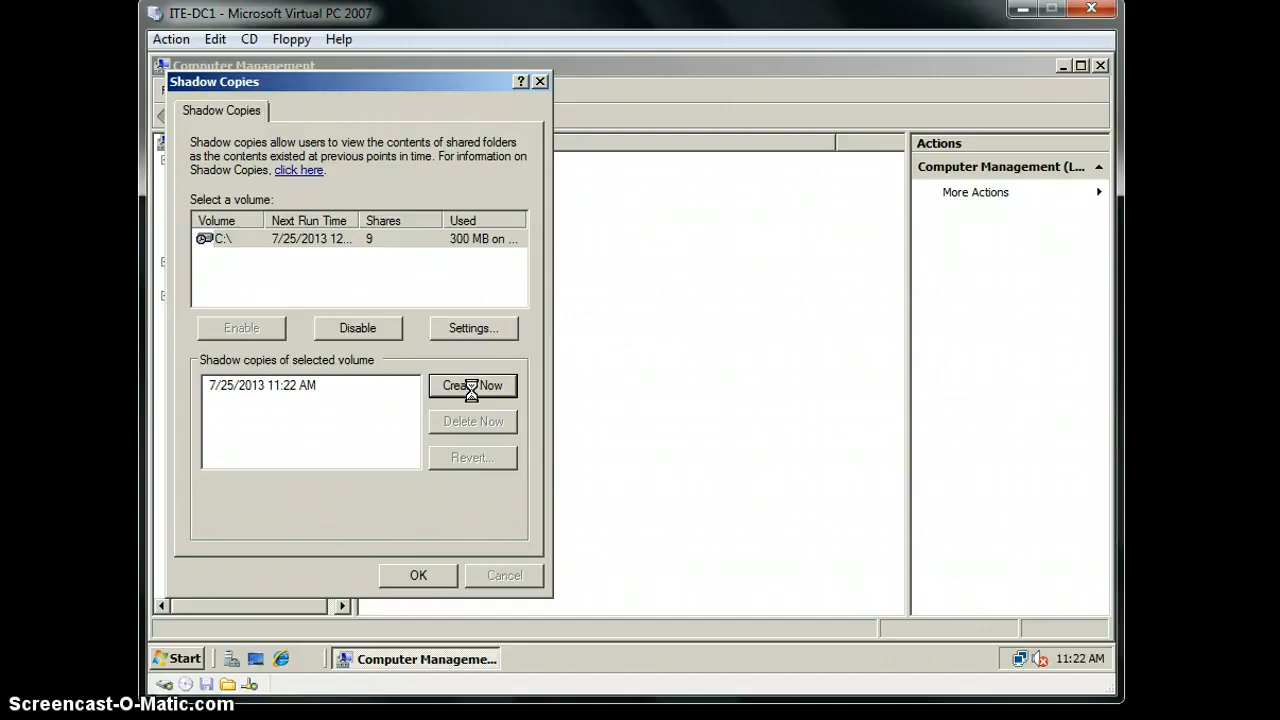 ITE-DC1 - Microsoft Virtual PC 2007
Action Edit CD Floppy Help
Computer Management
Shadow Copies
Shadow Copies
Shadow copies allow users to view the contents of shared folders
as the contents existed at previous points in time. For information on
Shadow Copies, click here.
Select a volume:
Volume Next Run Time Shares Used
C:\ 7/25/2013 12... 9 300 MB on ...
Enable Disable Settings...
Shadow copies of selected volume
7/25/2013 11:22 AM
Create Now
Delete Now
Revert...
OK Cancel
Actions
Computer Management (L...
More Actions
Start Computer Manageme... 11:22 AM
Screencast-O-Matic.com